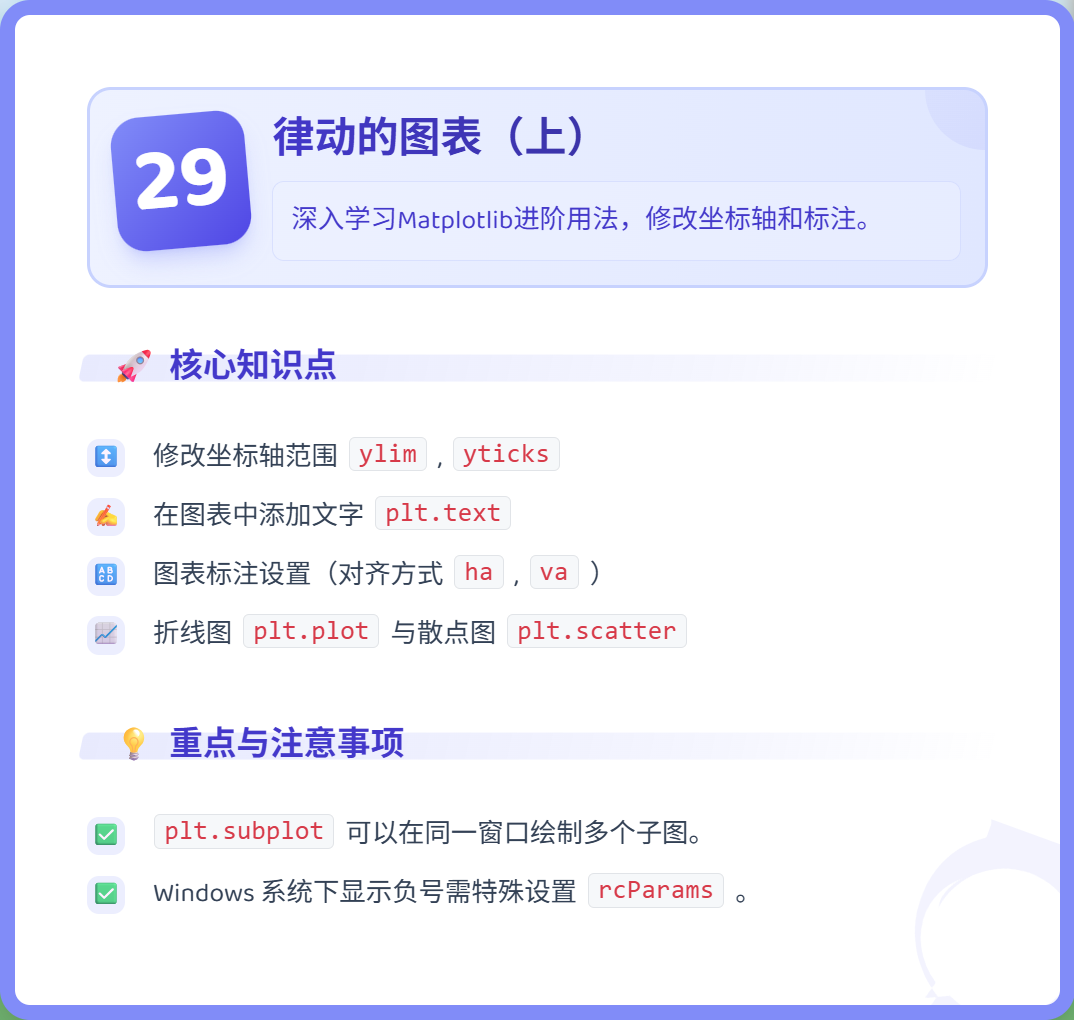 29
律动的图表（上）
深入学习Matplotlib进阶用法，修改坐标轴和标注。
核心知识点
修改坐标轴范围 ylim , yticks
在图表中添加文字 plt.text
图表标注设置（对齐方式 ha , va ）
折线图 plt.plot 与散点图 plt.scatter
重点与注意事项
plt.subplot 可以在同一窗口绘制多个子图。
Windows 系统下显示负号需特殊设置 rcParams 。